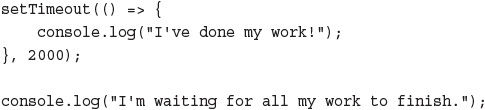 setTimeout(() => {
    console.log("I've done my work!");
}, 2000);

console.log("I'm waiting for all my work to finish.");